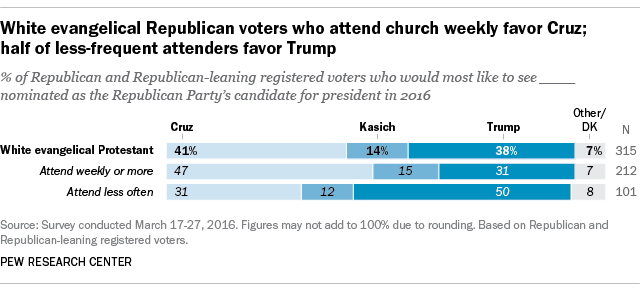 White evangelical Republican voters who attend church weekly favor Cruz;
half of less-frequent attenders favor Trump
% of Republican and Republican-leaning registered voters who would most like to see ____
nominated as the Republican Party's candidate for president in 2016
Cruz Kasich Trump Other/
DK N
White evangelical Protestant 41% 14% 38% 7% 315
Attend weekly or more 47 15 31 7 212
Attend less often 31 12 50 8 101
Source: Survey conducted March 17-27, 2016. Figures may not add to 100% due to rounding. Based on Republican and
Republican-leaning registered voters.
PEW RESEARCH CENTER